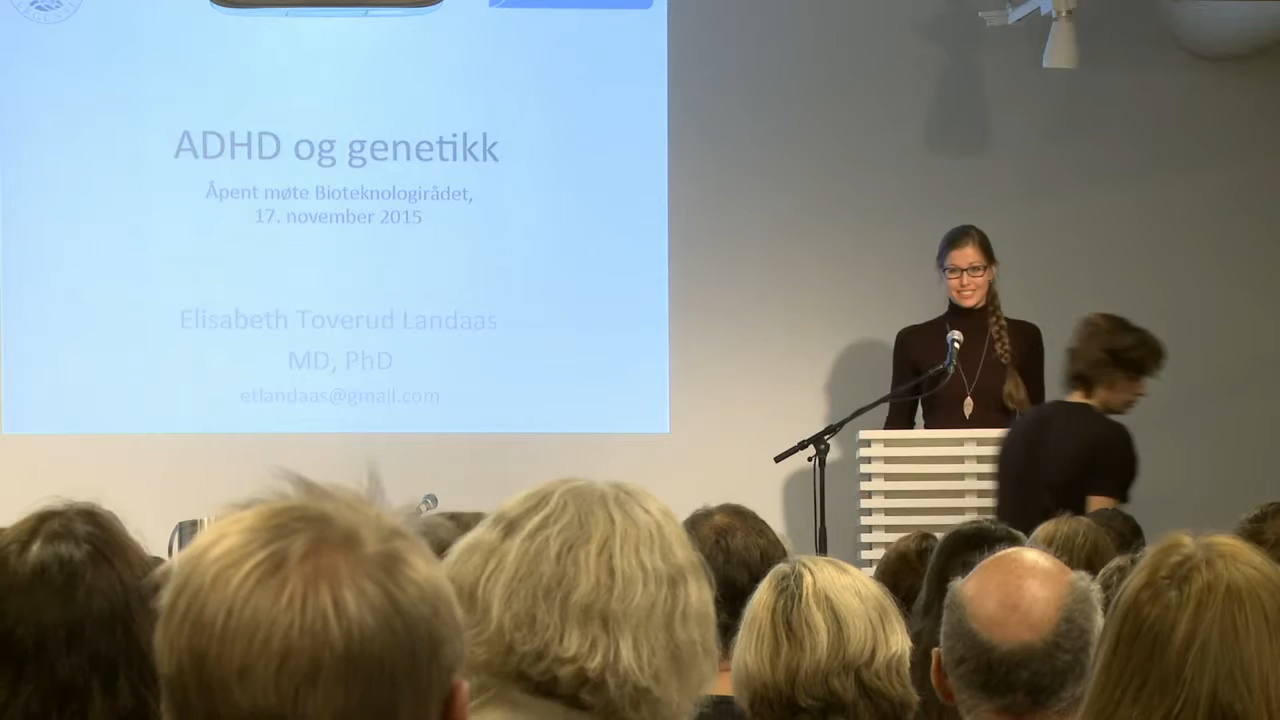 ADHD og genetikk
Åpent møte Bioteknologirådet,
17. november 2015
Elisabeth Toverud Landaas
MD, PhD
etlandaas@gmail.com